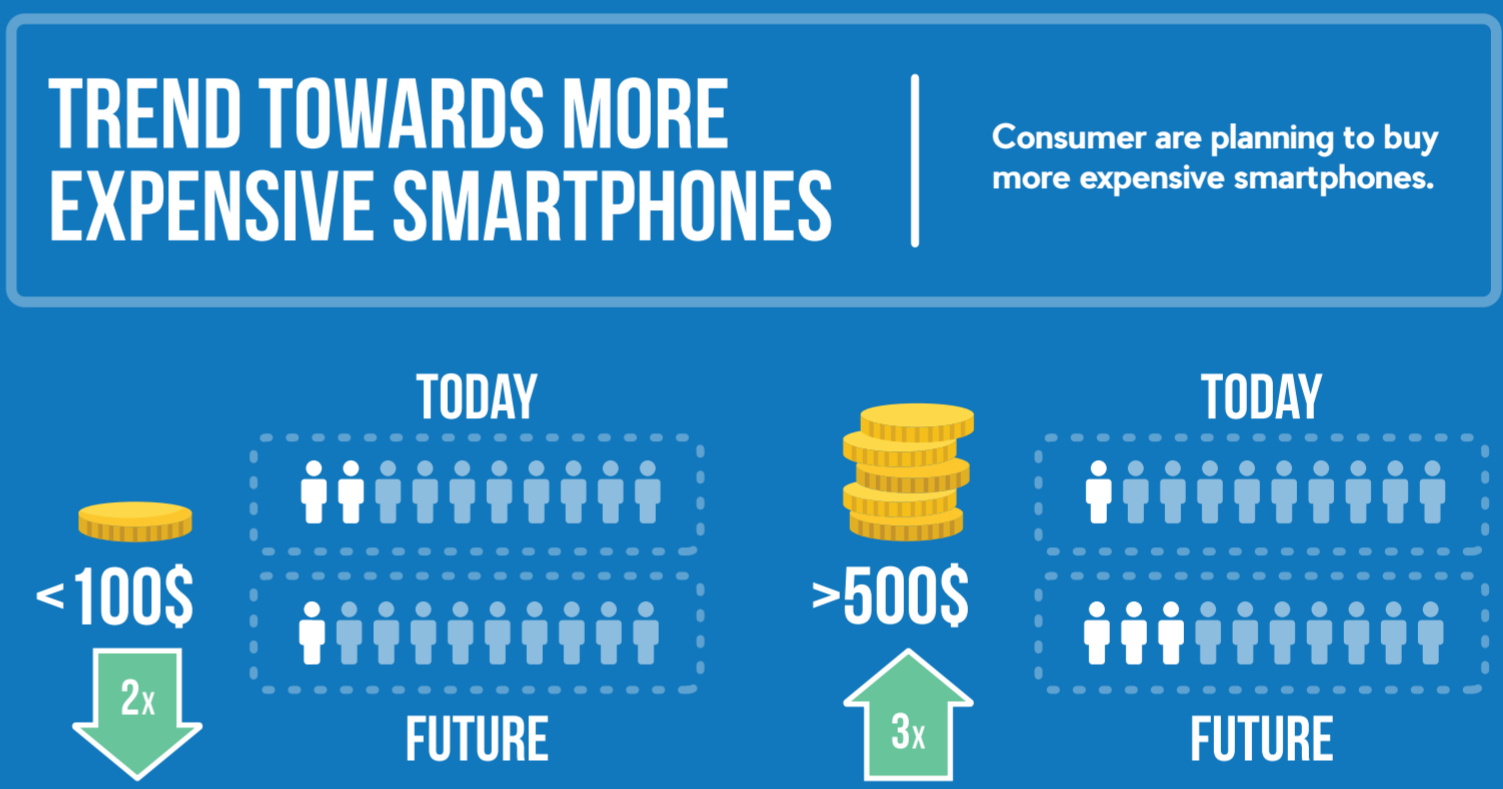 TREND TOWARDS MORE
EXPENSIVE SMARTPHONES
Consumer are planning to buy
more expensive smartphones.
TODAY
<100$
2x
FUTURE
TODAY
>500$
3x
FUTURE